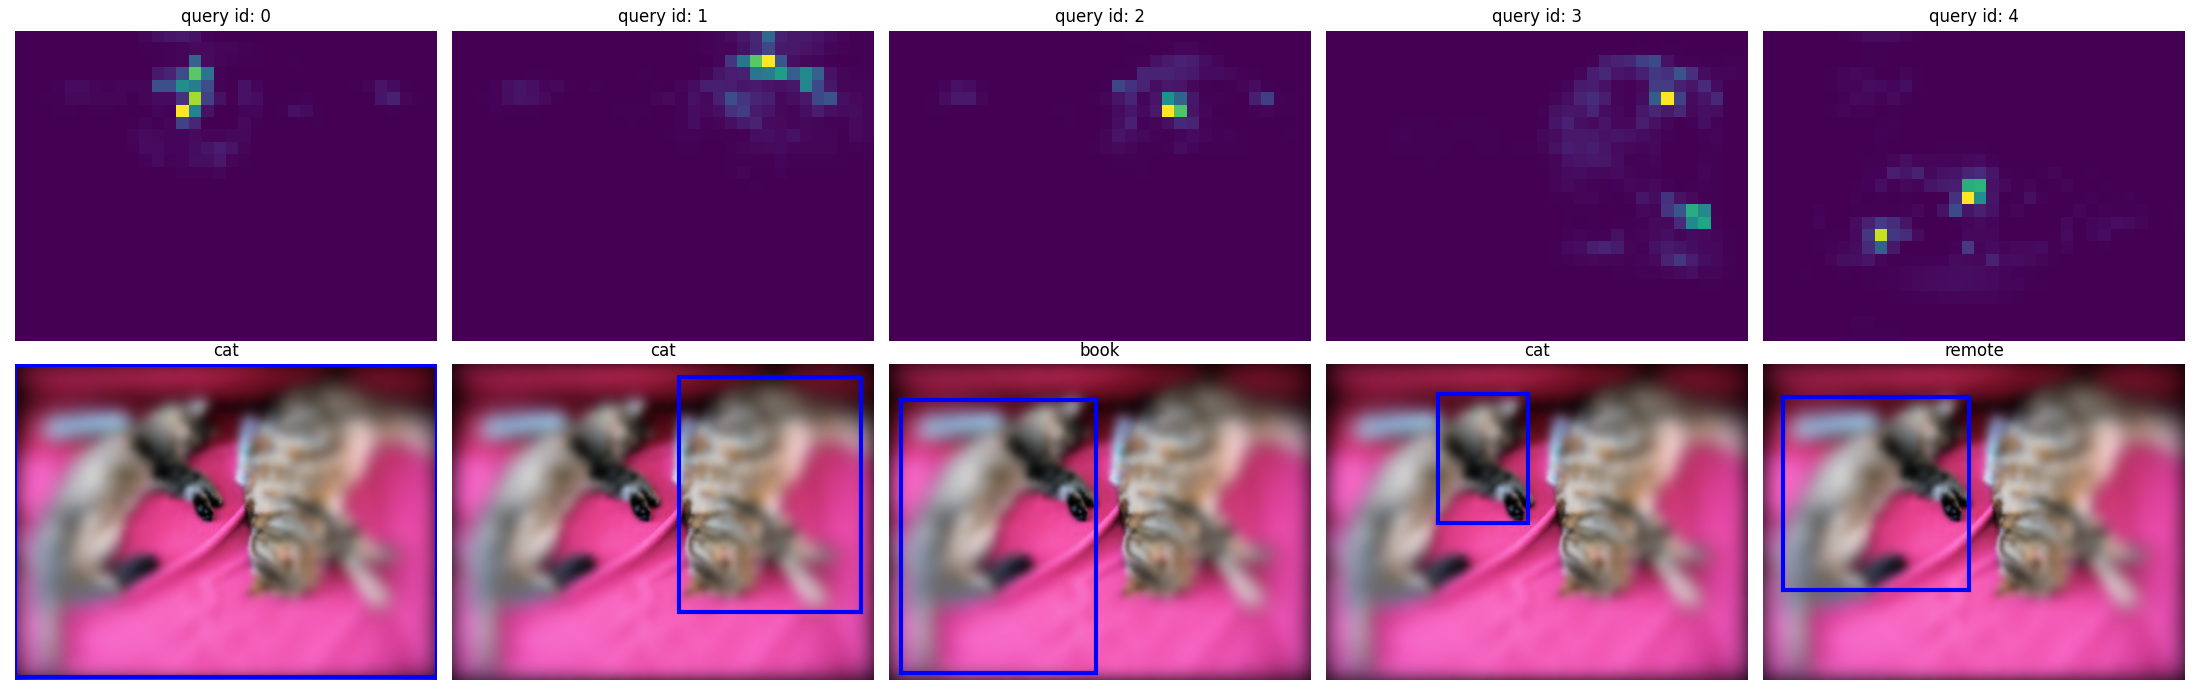 query id: 0
query id: 1
query id: 2
query id: 3
query id: 4
cat
cat
book
cat
remote